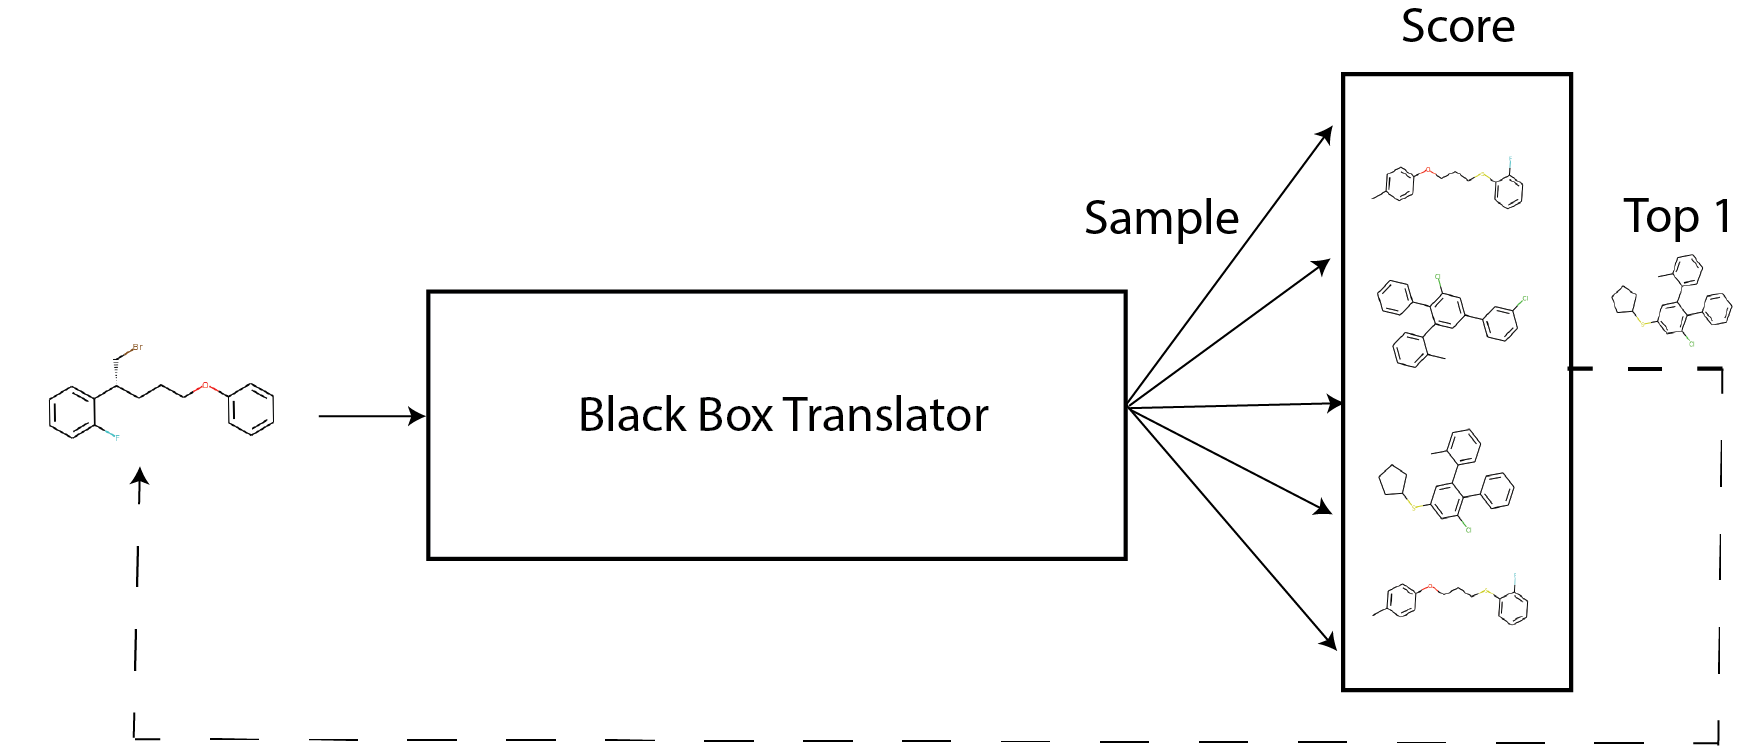 Score
Sample
Top 1
Black Box Translator
Br
F
O
Cl
Cl
Cl
Cl